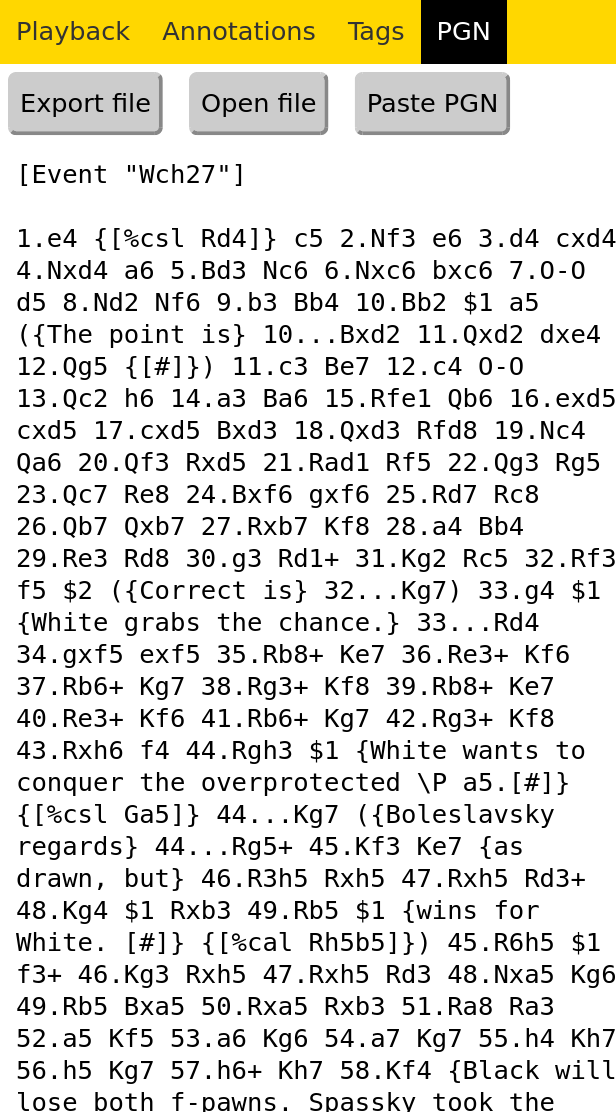 Playback Annotations Tags PGN
Export file Open file Paste PGN
[Event "Wch27"]
1.e4 {[%csl Rd4]} c5 2.Nf3 e6 3.d4 cxd4
4.Nxd4 a6 5.Bd3 Nc6 6.Nxc6 bxc6 7.O-O
d5 8.Nd2 Nf6 9.b3 Bb4 10.Bb2 $1 a5
({The point is} 10...Bxd2 11.Qxd2 dxe4
12.Qg5 {[#]}) 11.c3 Be7 12.c4 O-O
13.Qc2 h6 14.a3 Ba6 15.Rfe1 Qb6 16.exd5
cxd5 17.cxd5 Bxd3 18.Qxd3 Rfd8 19.Nc4
Qa6 20.Qf3 Rxd5 21.Rad1 Rf5 22.Qg3 Rg5
23.Qc7 Re8 24.Bxf6 gxf6 25.Rd7 Rc8
26.Qb7 Qxb7 27.Rxb7 Kf8 28.a4 Bb4
29.Re3 Rd8 30.g3 Rd1+ 31.Kg2 Rc5 32.Rf3
f5 $2 ({Correct is} 32...Kg7) 33.g4 $1
{White grabs the chance.} 33...Rd4
34.gxf5 exf5 35.Rb8+ Ke7 36.Re3+ Kf6
37.Rb6+ Kg7 38.Rg3+ Kf8 39.Rb8+ Ke7
40.Re3+ Kf6 41.Rb6+ Kg7 42.Rg3+ Kf8
43.Rxh6 f4 44.Rgh3 $1 {White wants to
conquer the overprotected \P a5.[#]}
{[%csl Ga5]} 44...Kg7 ({Boleslavsky
regards} 44...Rg5+ 45.Kf3 Ke7 {as
drawn, but} 46.R3h5 Rxh5 47.Rxh5 Rd3+
48.Kg4 $1 Rxb3 49.Rb5 $1 {wins for
White. [#]} {[%cal Rh5b5]}) 45.R6h5 $1
f3+ 46.Kg3 Rxh5 47.Rxh5 Rd3 48.Nxa5 Kg6
49.Rb5 Bxa5 50.Rxa5 Rxb3 51.Ra8 Ra3
52.a5 Kf5 53.a6 Kg6 54.a7 Kg7 55.h4 Kh7
56.h5 Kg7 57.h6+ Kh7 58.Kf4 {Black will
lose both f-pawns. Spassky took the